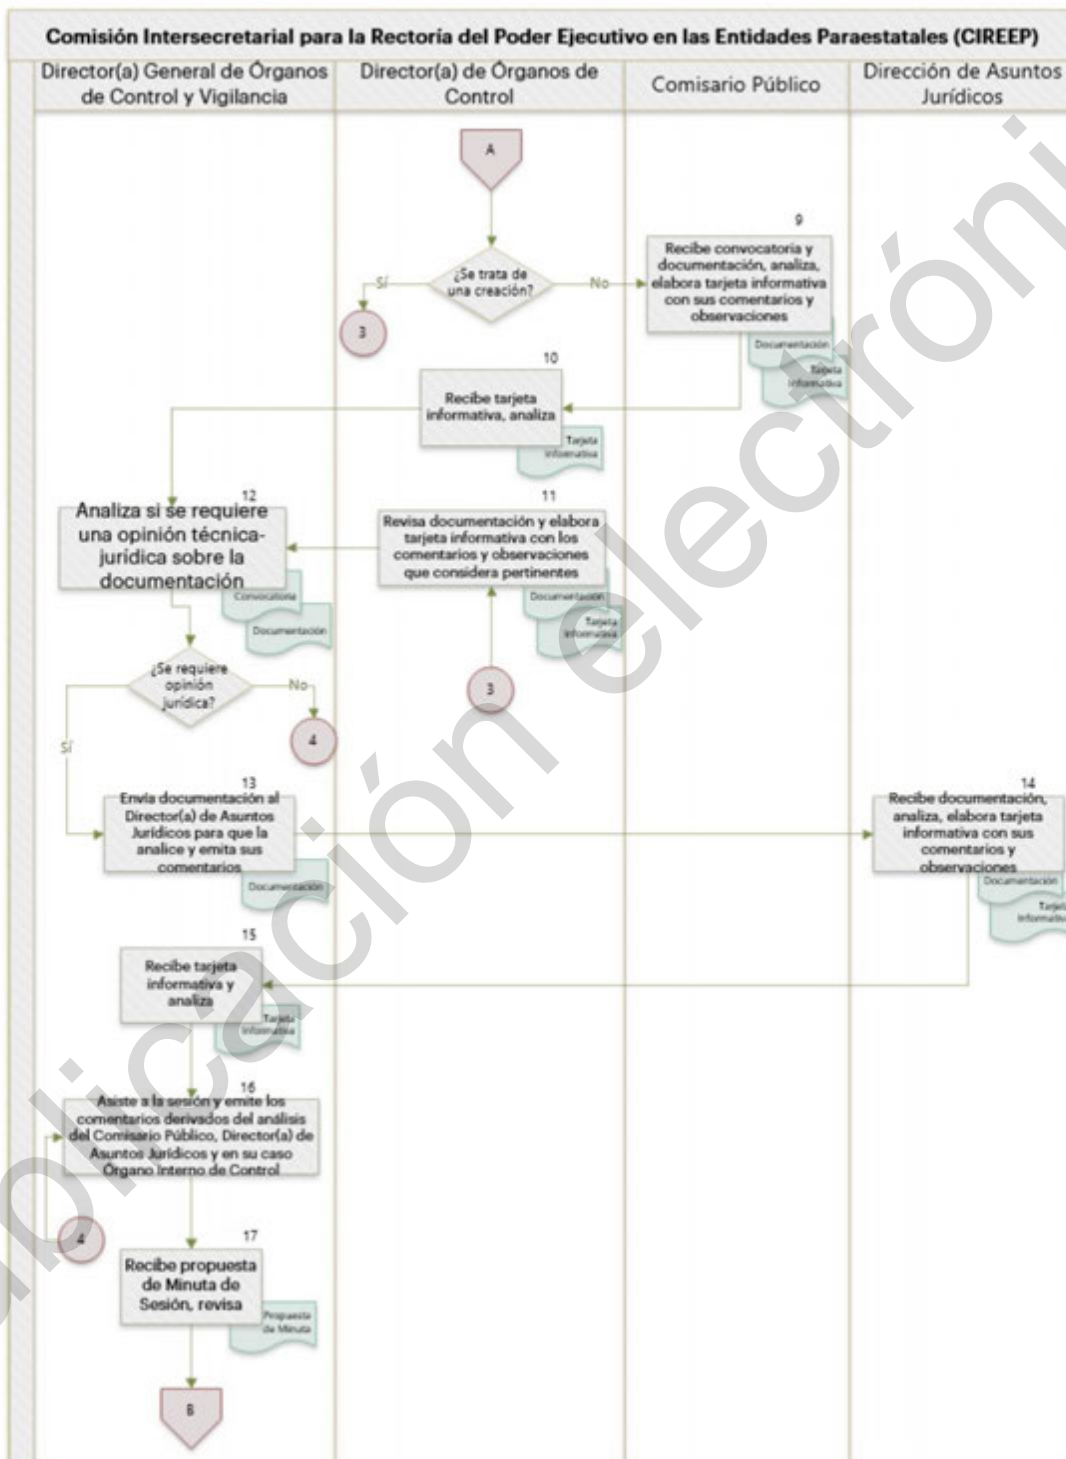 Comisión Intersecretarial para la Rectoría del Poder Ejecutivo en las Entidades Paraestatales (CIREEP)
Director(a) General de Órganos
de Control y Vigilancia
Director(a) de Órganos de
Control
Comisario Público
Dirección de Asuntos
Jurídicos
A
¿Se trata de
una creación?
Sí
No
3
9
Recibe convocatoria y
documentación, analiza,
elabora tarjeta informativa
con sus comentarios y
observaciones
Documentación
Tarjeta
Informativa
10
Recibe tarjeta
informativa, analiza
Tarjeta
Informativa
12
Analiza si se requiere
una opinión técnica-
jurídica sobre la
documentación
Convocatoria
Documentación
11
Revisa documentación y elabora
tarjeta informativa con los
comentarios y observaciones
que considera pertinentes
Documentación
Tarjeta
Informativa
3
¿Se requiere
opinión
jurídica?
No
4
Sí
13
Envía documentación al
Director(a) de Asuntos
Jurídicos para que la
analice y emita sus
comentarios
Documentación
14
Recibe documentación,
analiza, elabora tarjeta
informativa con sus
comentarios y
observaciones
Documentación
Tarjeta
Informativa
15
Recibe tarjeta
informativa y
analiza
Tarjeta
Informativa
16
Asiste a la sesión y emite los
comentarios derivados del análisis
del Comisario Público, Director(a) de
Asuntos Jurídicos y en su caso
Órgano Interno de Control
4
17
Recibe propuesta
de Minuta de
Sesión, revisa
Propuesta
de Minuta
B
ublicación electróni